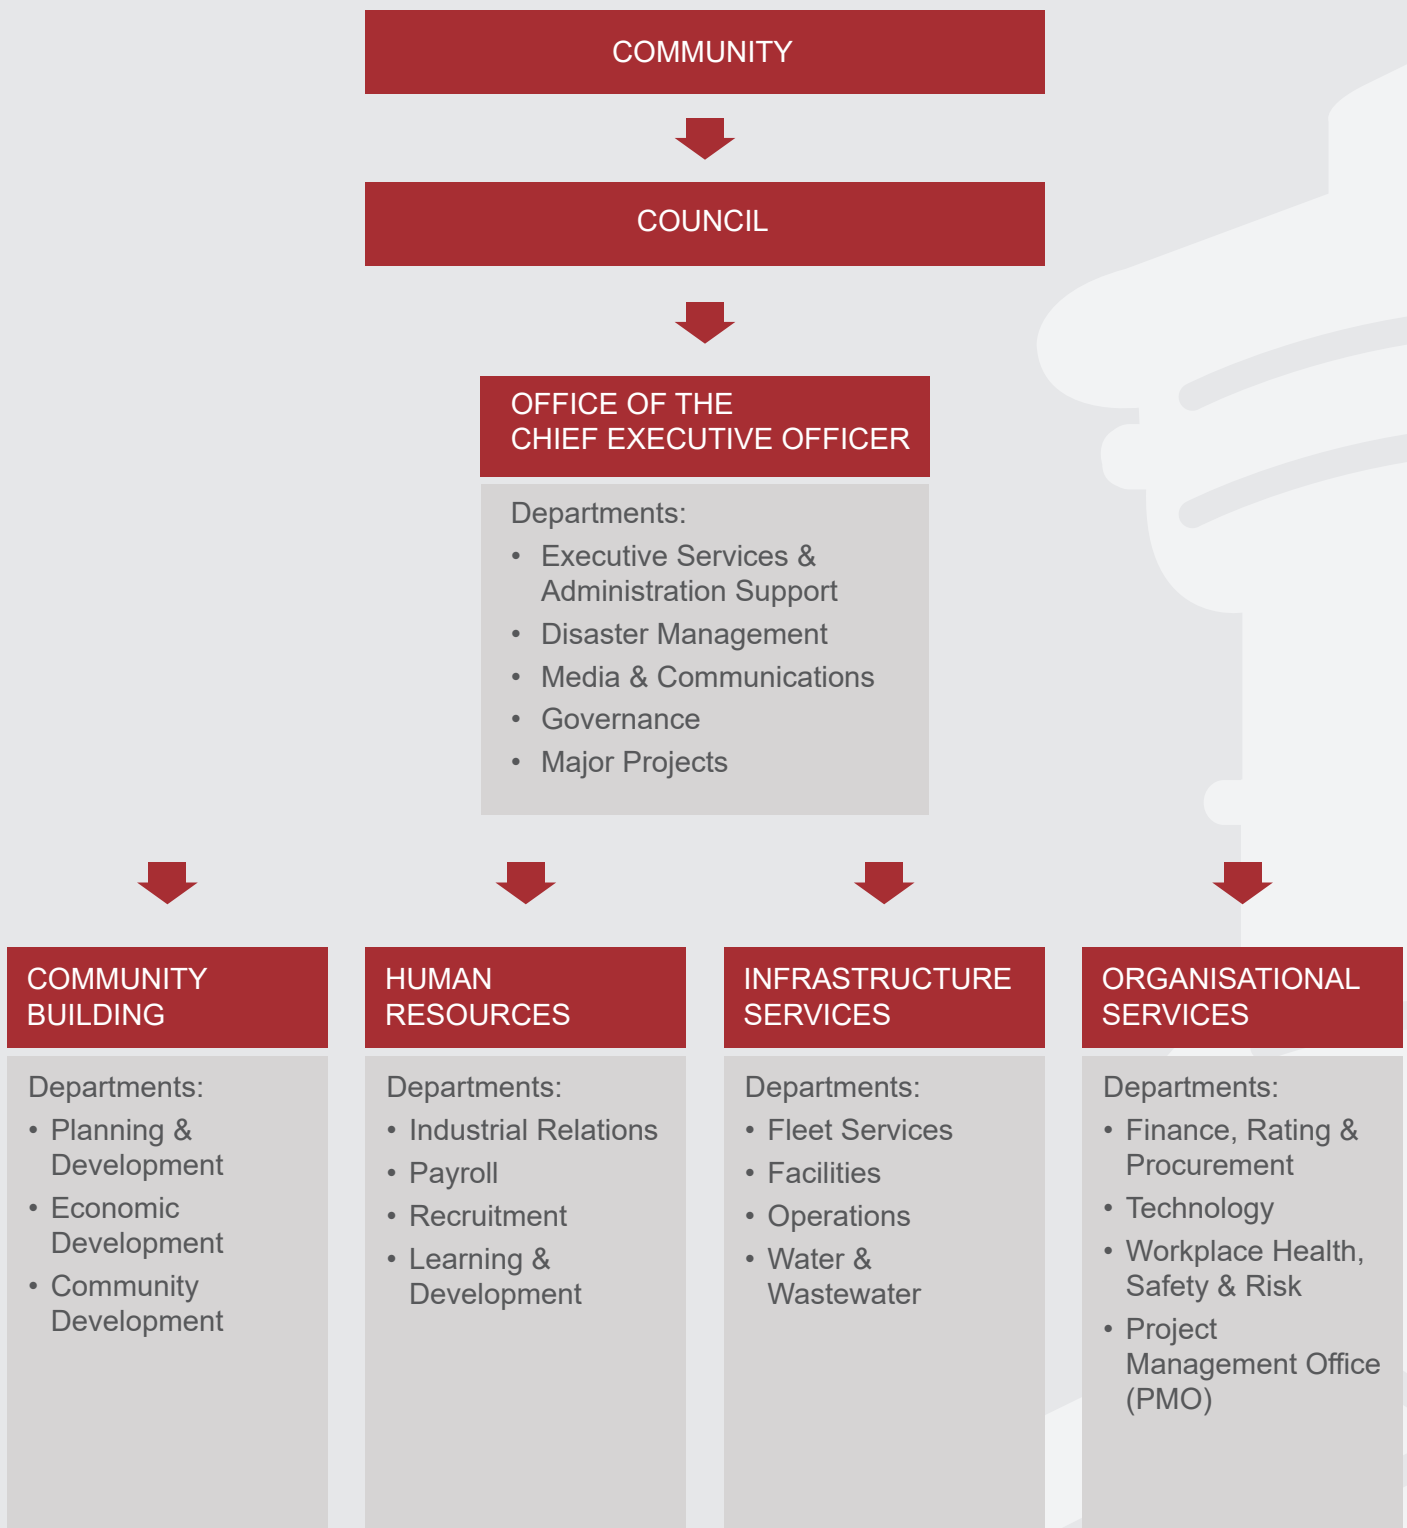 COMMUNITY
COUNCIL
OFFICE OF THE
CHIEF EXECUTIVE OFFICER
Departments:
• Executive Services &
Administration Support
• Disaster Management
• Media & Communications
• Governance
• Major Projects
COMMUNITY
BUILDING
Departments:
• Planning &
Development
• Economic
Development
• Community
Development
HUMAN
RESOURCES
Departments:
• Industrial Relations
• Payroll
• Recruitment
• Learning &
Development
INFRASTRUCTURE
SERVICES
Departments:
• Fleet Services
• Facilities
• Operations
• Water &
Wastewater
ORGANISATIONAL
SERVICES
Departments:
• Finance, Rating &
Procurement
• Technology
• Workplace Health,
Safety & Risk
• Project
Management Office
(PMO)